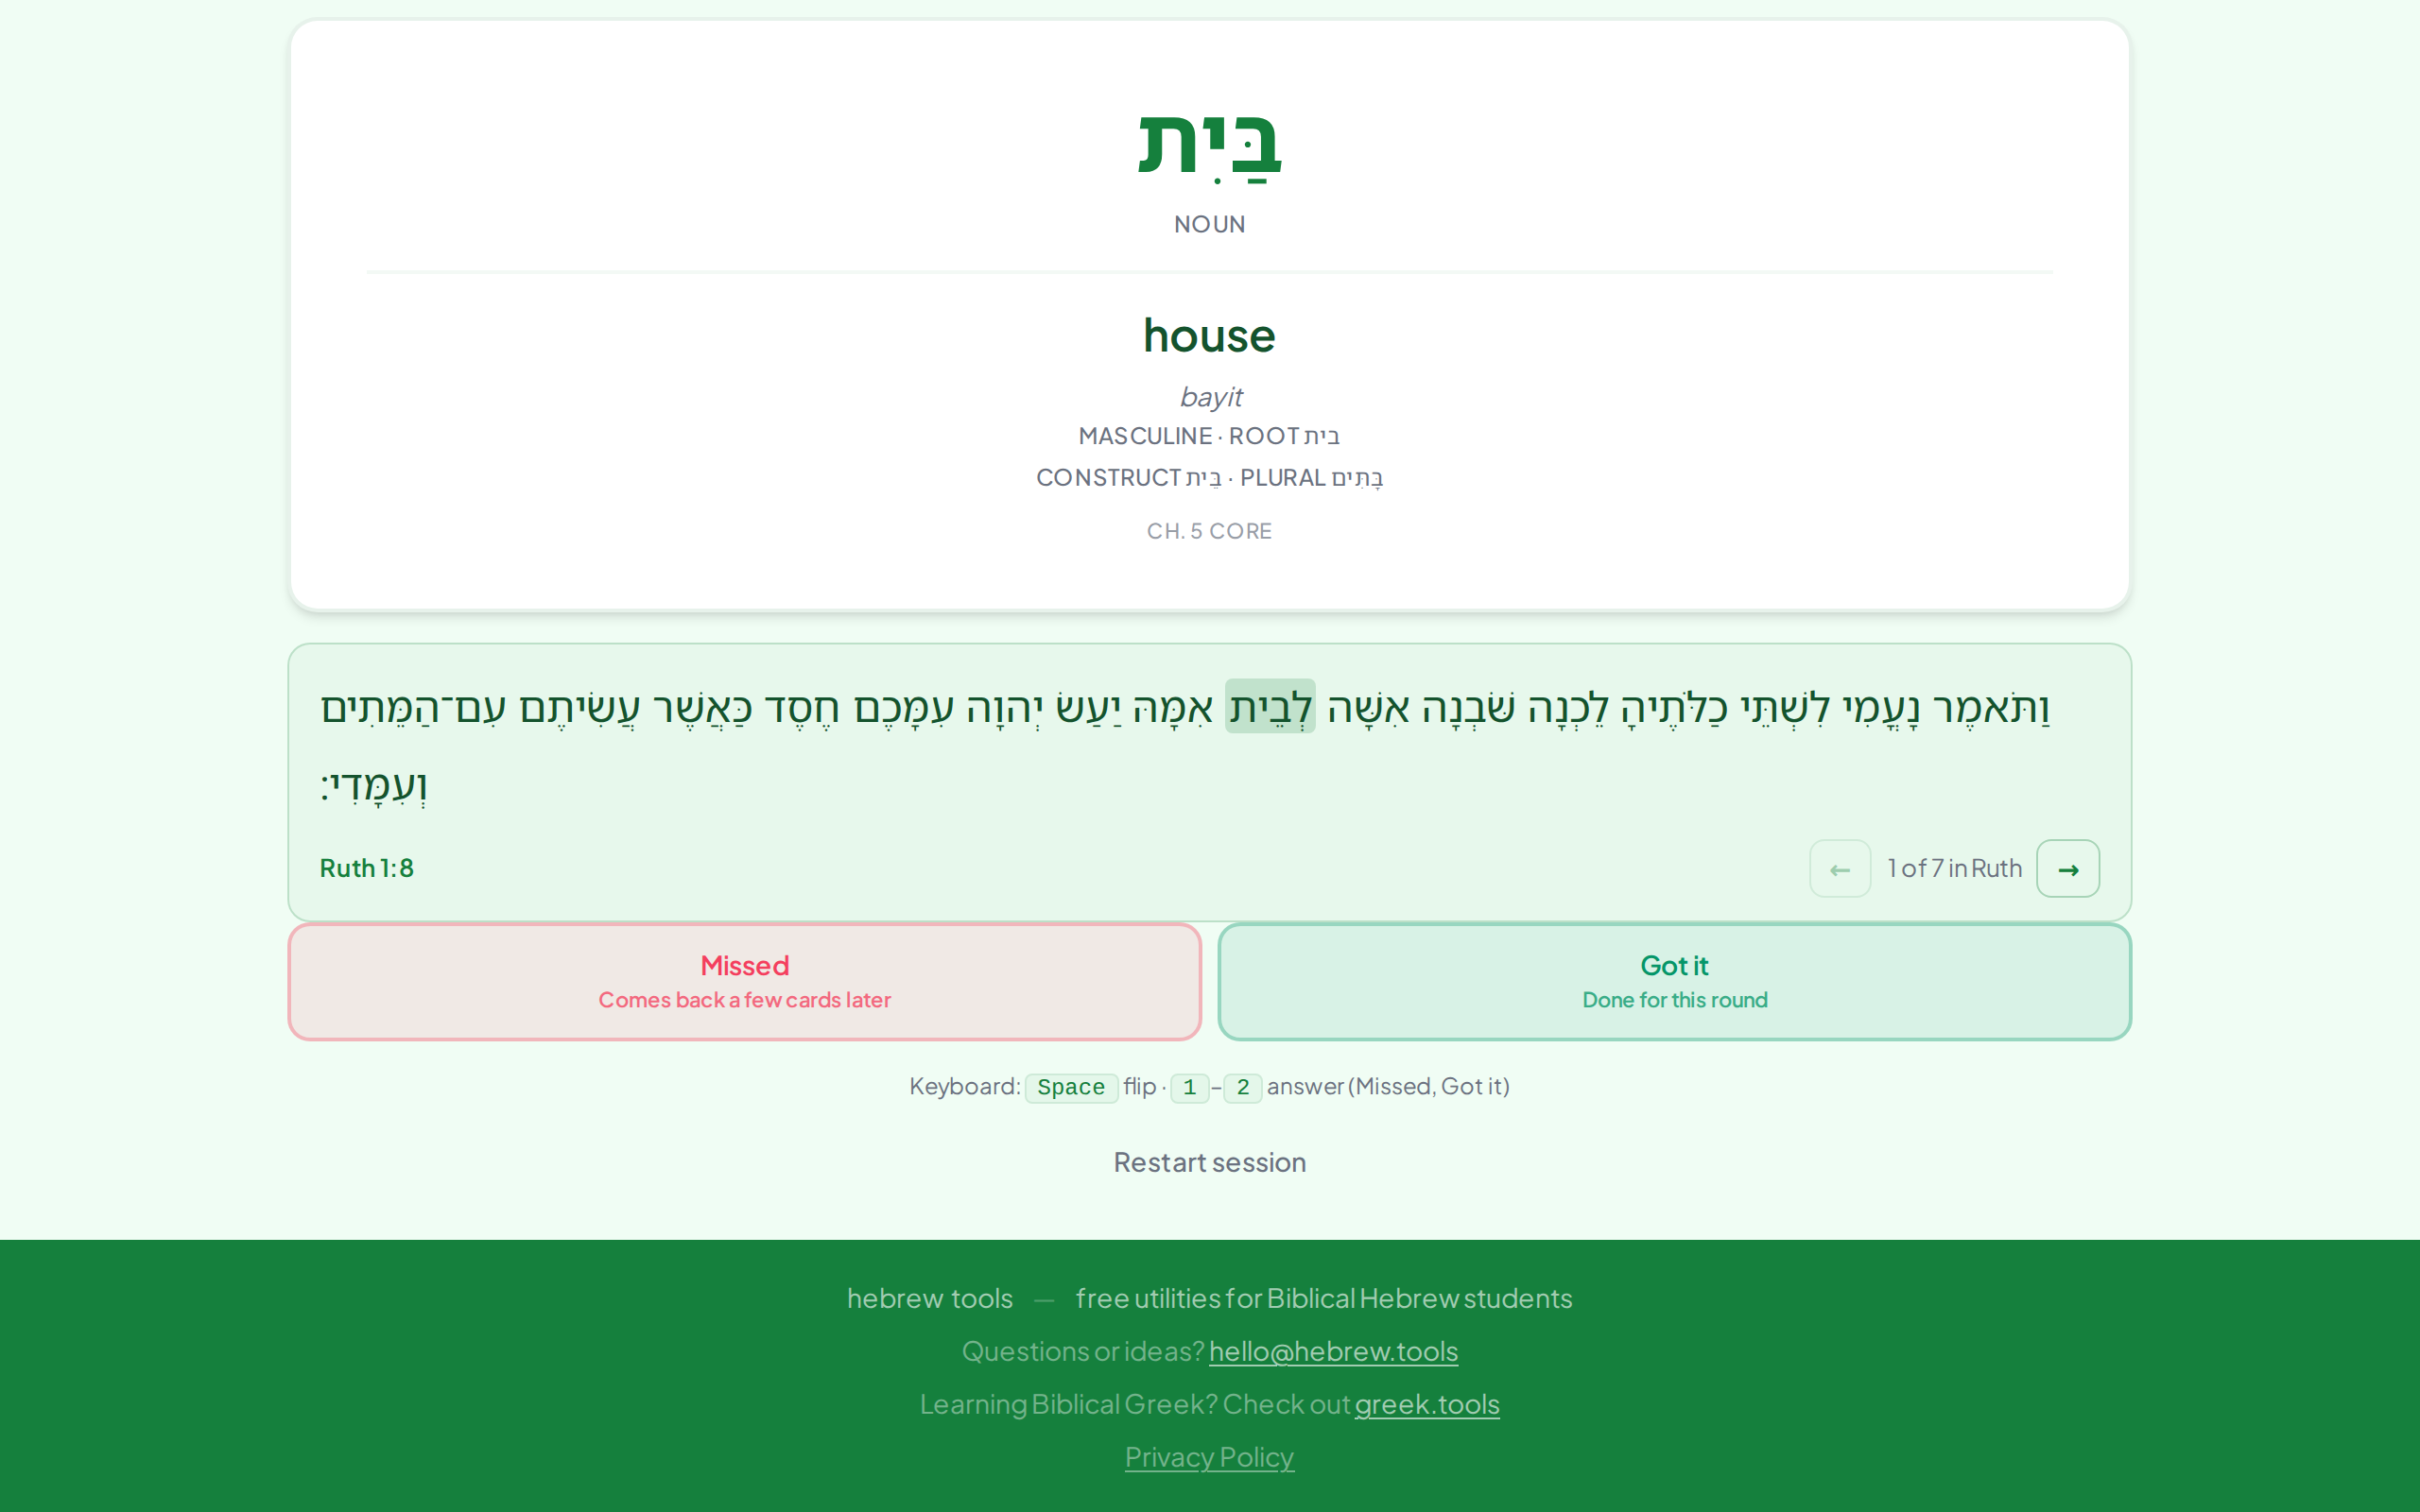 בַּיִת
NOUN
house
bayit
MASCULINE · ROOT בית
CONSTRUCT בֵּית · PLURAL בָּתִּים
CH. 5 CORE
וַתֹּאמֶר נָעֳמִי לִשְׁתֵּי כַלֹּתֶיהָ לֵכְנָה שֹּׁבְנָה אִשָּׁה לְבֵית אִמָּהּ יַעַשׂ יְהוָה עִמָּכֶם חֶסֶד כַּאֲשֶׁר עֲשִׂיתֶם עִם־הַמֵּתִים
וְעִמָּדִי׃
Ruth 1:8
← 1 of 7 in Ruth →
Missed
Comes back a few cards later
Got it
Done for this round
Keyboard: Space flip · 1 – 2 answer (Missed, Got it)
Restart session
hebrew tools — free utilities for Biblical Hebrew students
Questions or ideas? hello@hebrew.tools
Learning Biblical Greek? Check out greek.tools
Privacy Policy